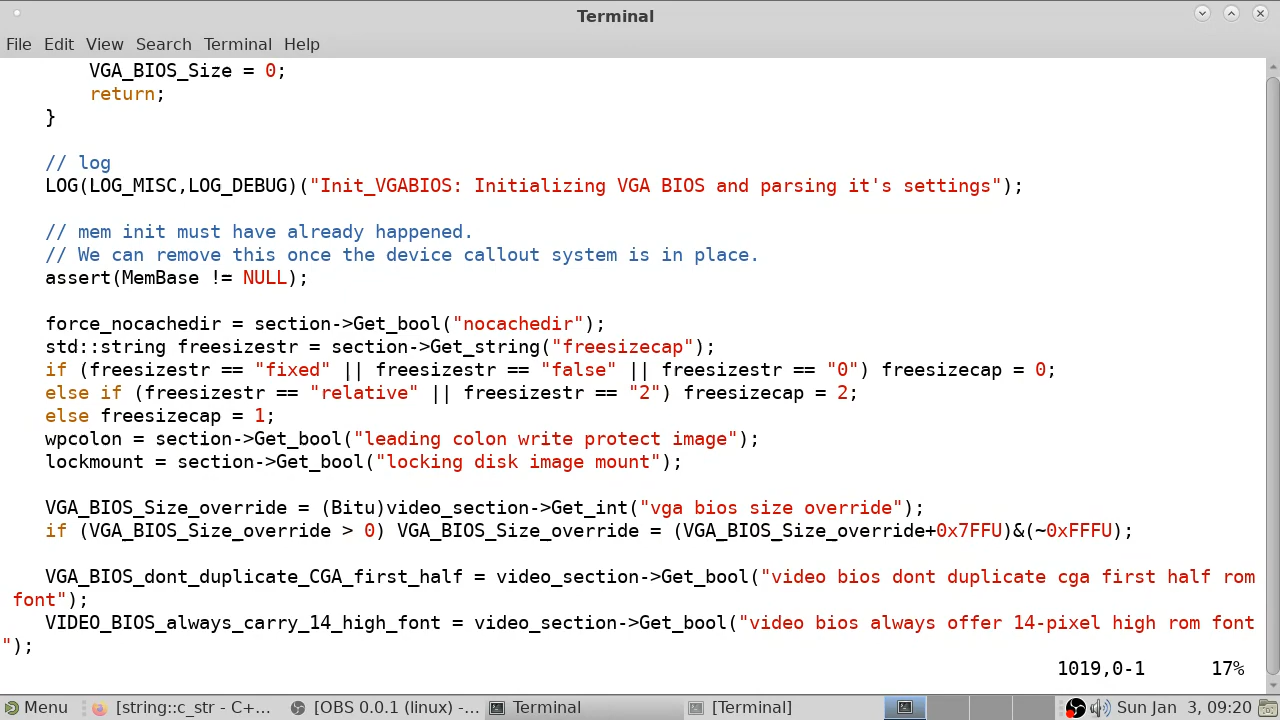 Terminal
File Edit View Search Terminal Help
VGA_BIOS_Size = 0;
return;
}
// log
LOG(LOG_MISC,LOG_DEBUG)("Init_VGABIOS: Initializing VGA BIOS and parsing it's settings");
// mem init must have already happened.
// We can remove this once the device callout system is in place.
assert(MemBase != NULL);
force_nocachedir = section->Get_bool("nocachedir");
std::string freesizestr = section->Get_string("freesizecap");
if (freesizestr == "fixed" || freesizestr == "false" || freesizestr == "0") freesizecap = 0;
else if (freesizestr == "relative" || freesizestr == "2") freesizecap = 2;
else freesizecap = 1;
wpcolon = section->Get_bool("leading colon write protect image");
lockmount = section->Get_bool("locking disk image mount");
VGA_BIOS_Size_override = (Bitu)video_section->Get_int("vga bios size override");
if (VGA_BIOS_Size_override > 0) VGA_BIOS_Size_override = (VGA_BIOS_Size_override+0x7FFU)&(~0xFFFU);
VGA_BIOS_dont_duplicate_CGA_first_half = video_section->Get_bool("video bios dont duplicate cga first half rom
font");
VIDEO_BIOS_always_carry_14_high_font = video_section->Get_bool("video bios always offer 14-pixel high rom font
");
1019,0-1 17%
Menu [string::c_str - C+... [OBS 0.0.1 (linux) -... Terminal [Terminal] Sun Jan 3, 09:20